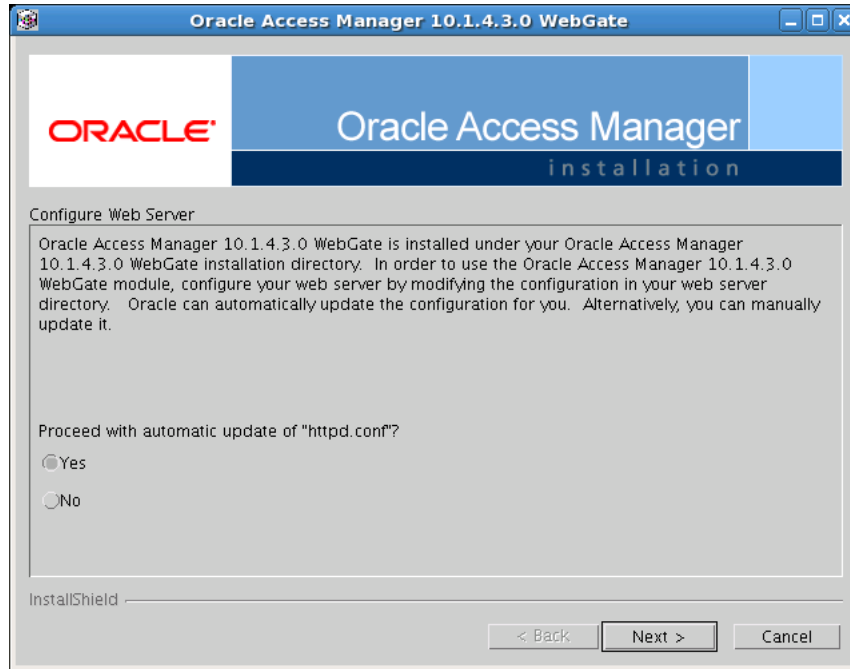 Oracle Access Manager 10.1.4.3.0 WebGate
ORACLE
Oracle Access Manager
installation
Configure Web Server
Oracle Access Manager 10.1.4.3.0 WebGate is installed under your Oracle Access Manager
10.1.4.3.0 WebGate installation directory. In order to use the Oracle Access Manager 10.1.4.3.0
WebGate module, configure your web server by modifying the configuration in your web server
directory. Oracle can automatically update the configuration for you. Alternatively, you can manually
update it.
Proceed with automatic update of "httpd.conf"?
Yes
No
InstallShield
< Back
Next >
Cancel